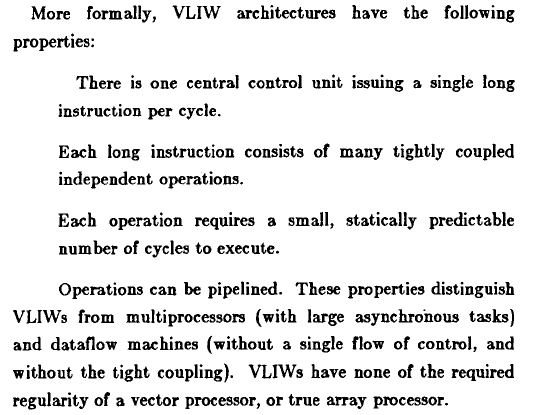 More formally, VLIW architectures have the following
properties:
There is one central control unit issuing a single long
instruction per cycle.
Each long instruction consists of many tightly coupled
independent operations.
Each operation requires a small, statically predictable
number of cycles to execute.
Operations can be pipelined. These properties distinguish
VLIWs from multiprocessors (with large asynchronous tasks)
and dataflow machines (without a single flow of control, and
without the tight coupling). VLIWs have none of the required
regularity of a vector processor, or true array processor.